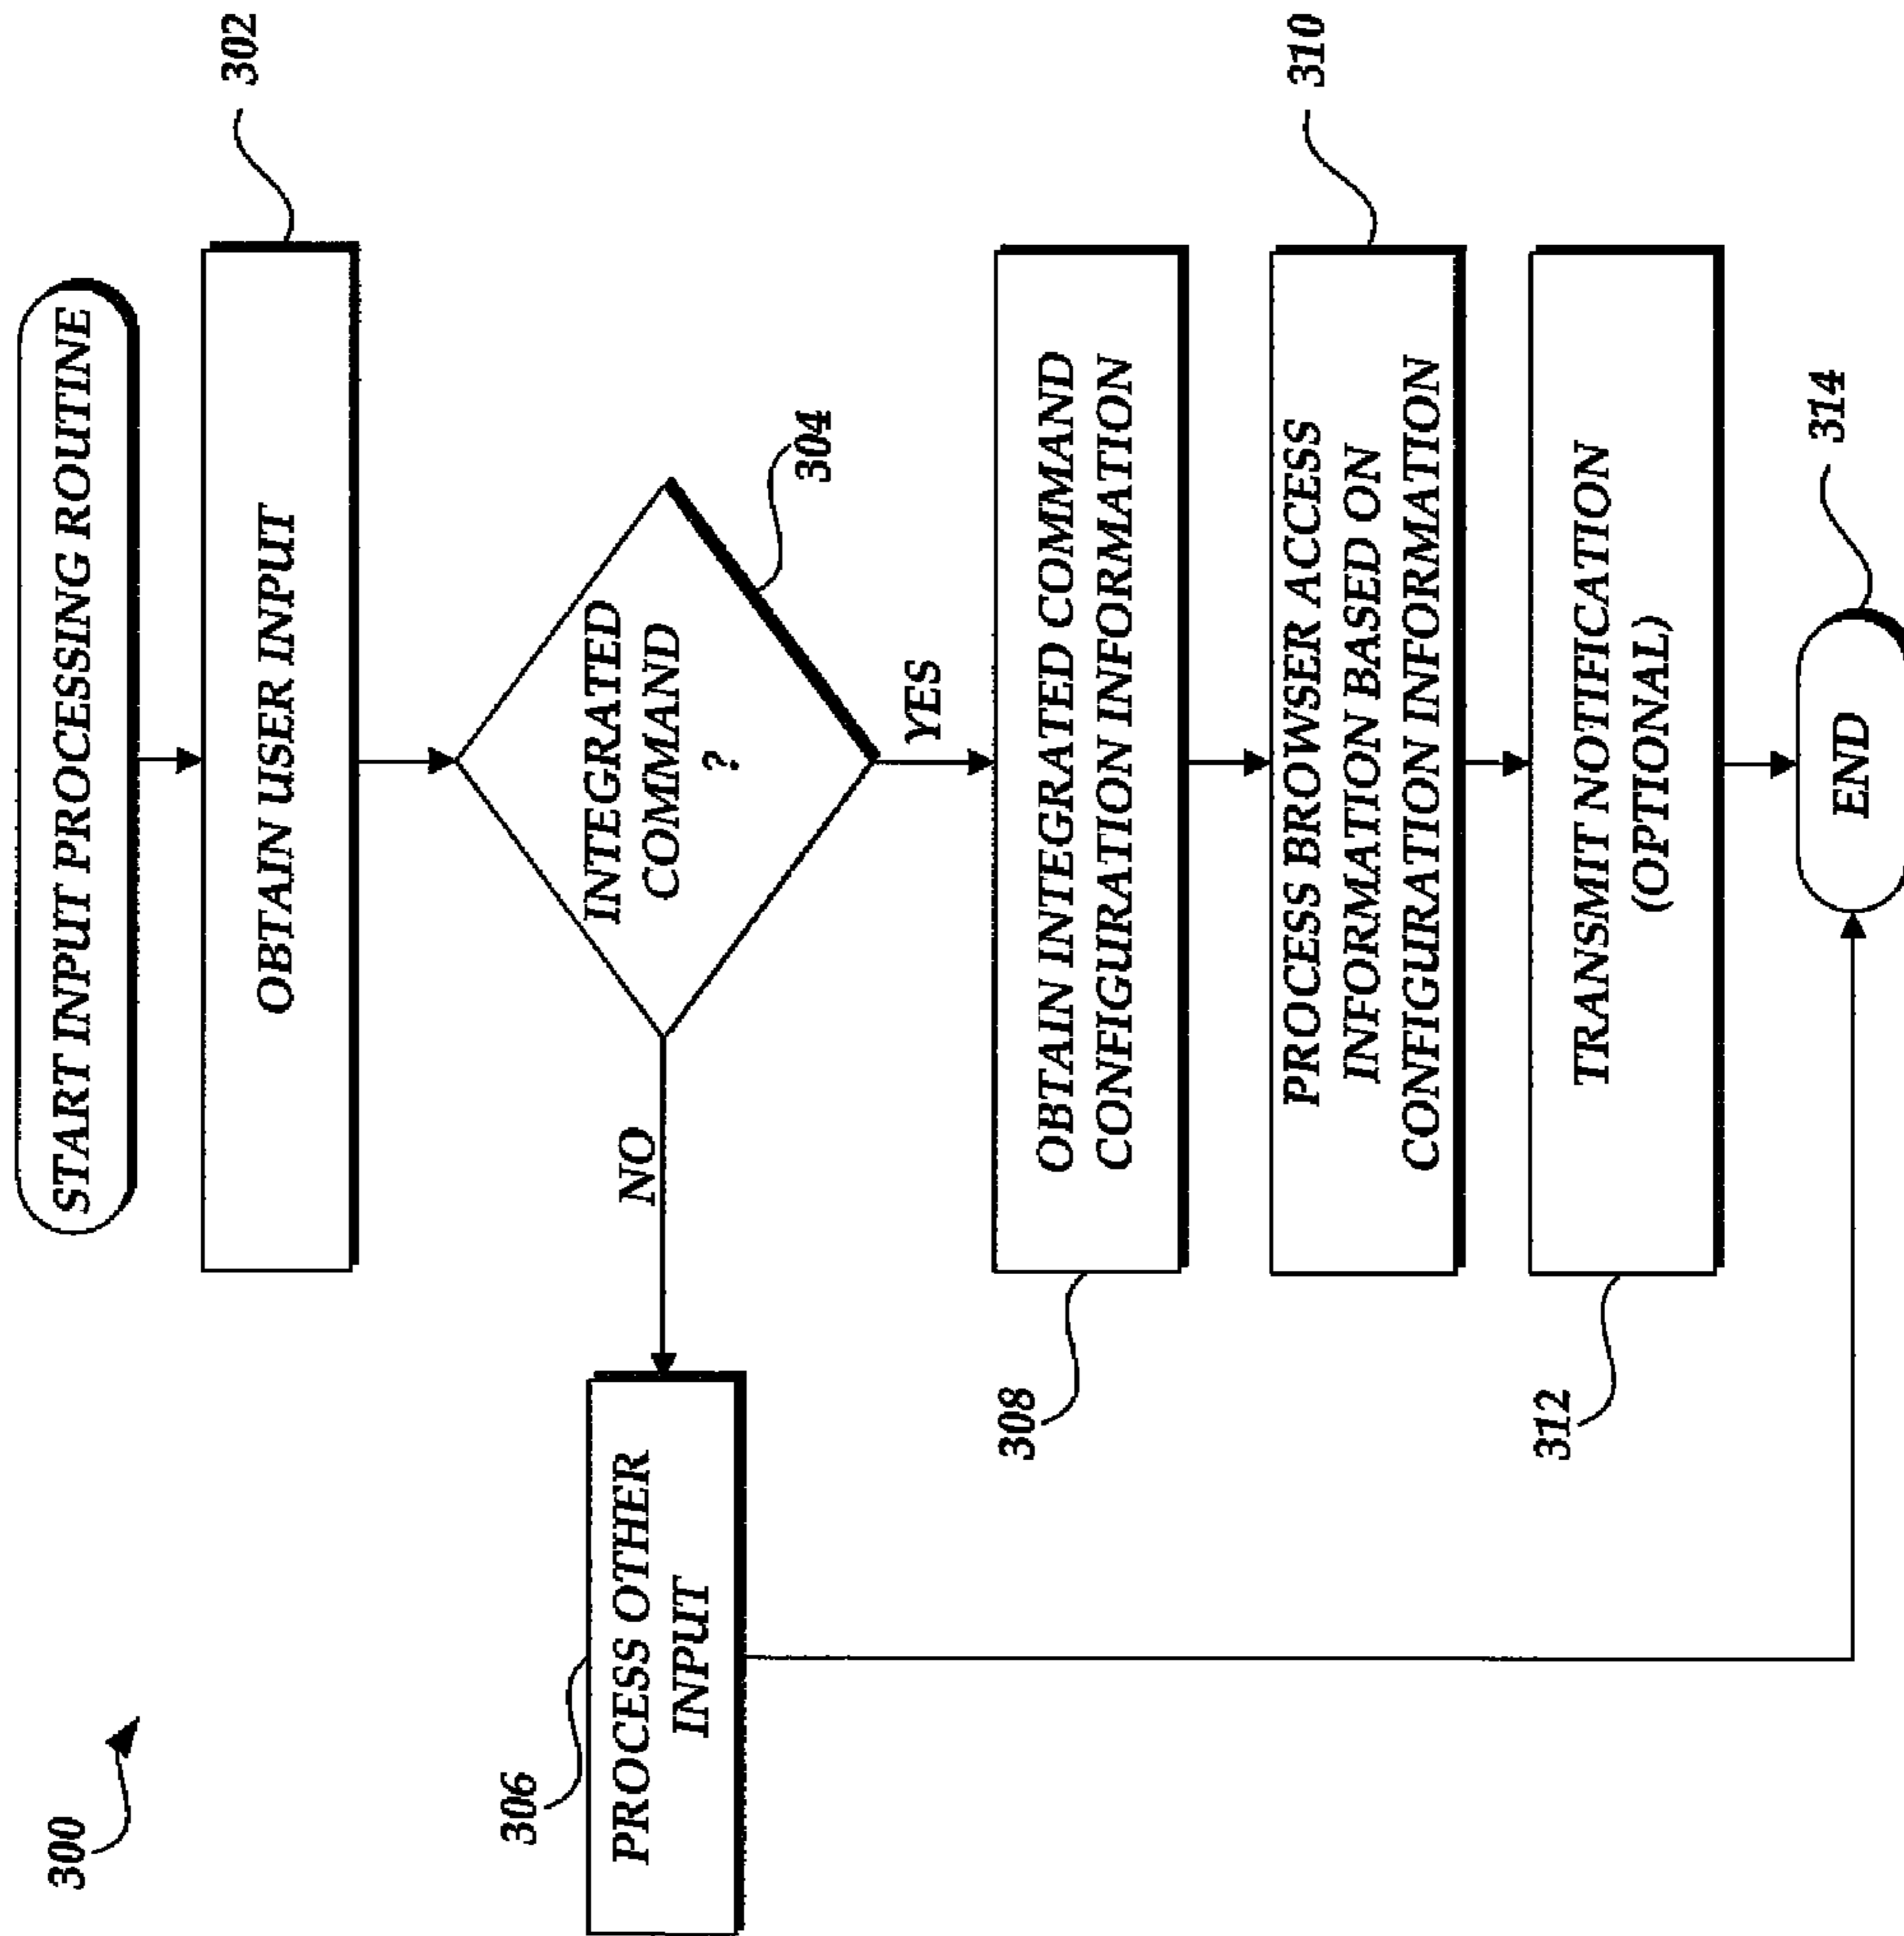 300
START INPUT PROCESSING ROUTINE
OBTAIN USER INPUT
302
INTEGRATED
COMMAND
?
304
NO
YES
306
PROCESS OTHER
INPUT
OBTAIN INTEGRATED COMMAND
CONFIGURATION INFORMATION
308
PROCESS BROWSER ACCESS
INFORMATION BASED ON
CONFIGURATION INFORMATION
310
TRANSMIT NOTIFICATION
(OPTIONAL)
312
END
314